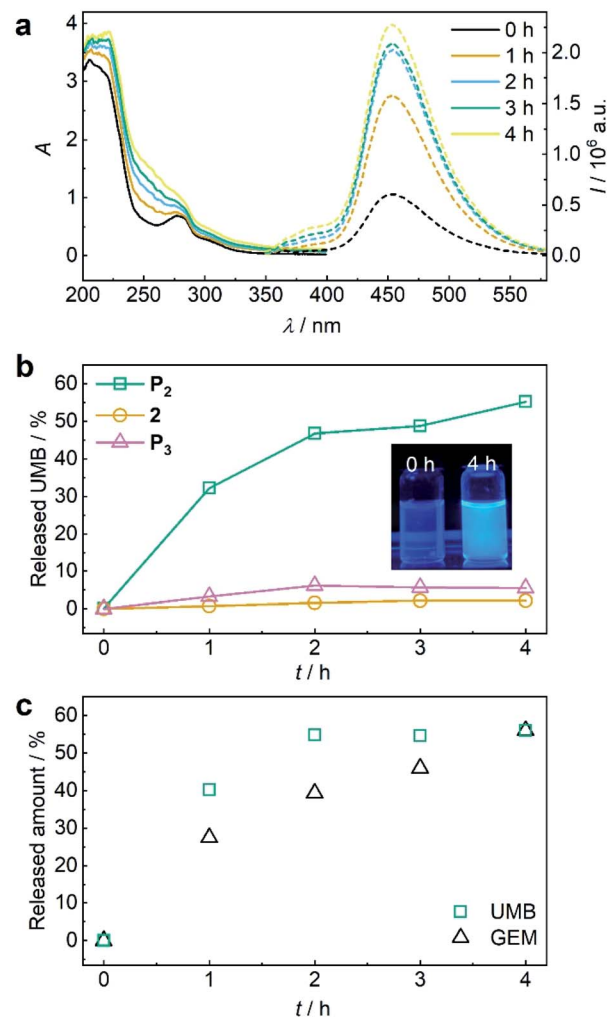 a
4
3
2
1
0
A
0 h
1 h
2 h
3 h
4 h
2.0
1.5
1.0
0.5
0.0
I / 10⁶ a.u.
200 250 300 350 400 450 500 550
λ / nm
b
60
50
40
30
20
10
0
Released UMB / %
P₂
2
P₃
0 h 4 h
0 1 2 3 4
t / h
c
60
50
40
30
20
10
0
Released amount / %
UMB
GEM
0 1 2 3 4
t / h